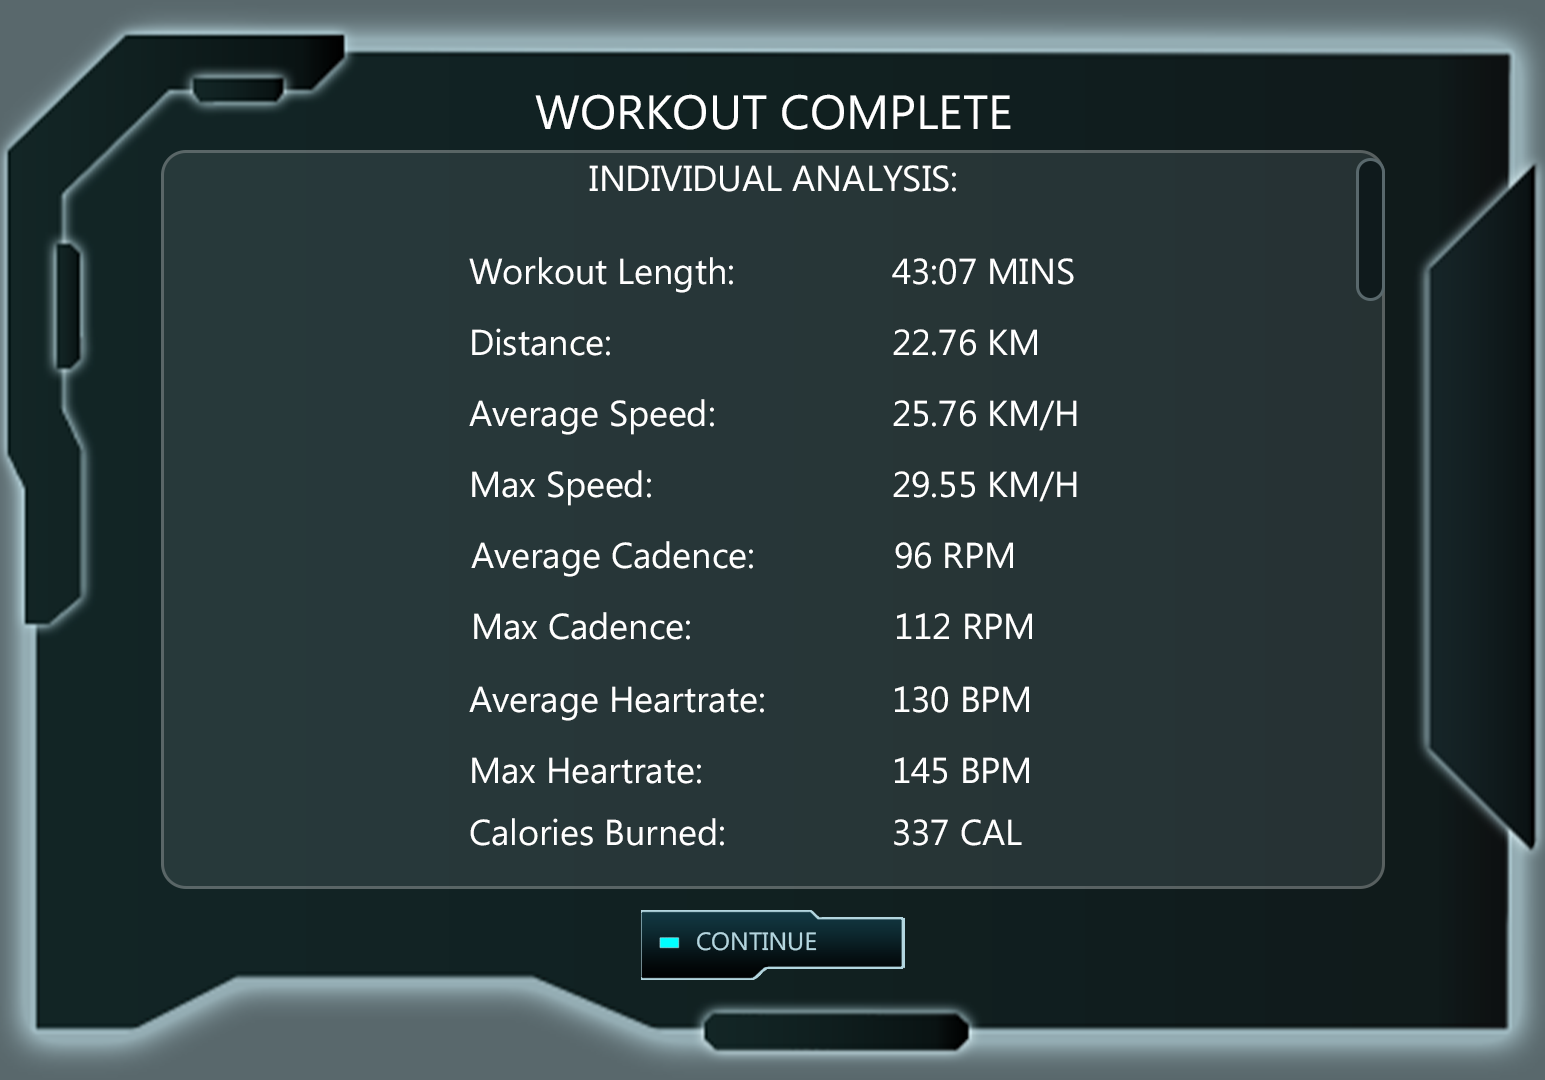 WORKOUT COMPLETE
INDIVIDUAL ANALYSIS:
Workout Length: 43:07 MINS
Distance: 22.76 KM
Average Speed: 25.76 KM/H
Max Speed: 29.55 KM/H
Average Cadence: 96 RPM
Max Cadence: 112 RPM
Average Heartrate: 130 BPM
Max Heartrate: 145 BPM
Calories Burned: 337 CAL
CONTINUE